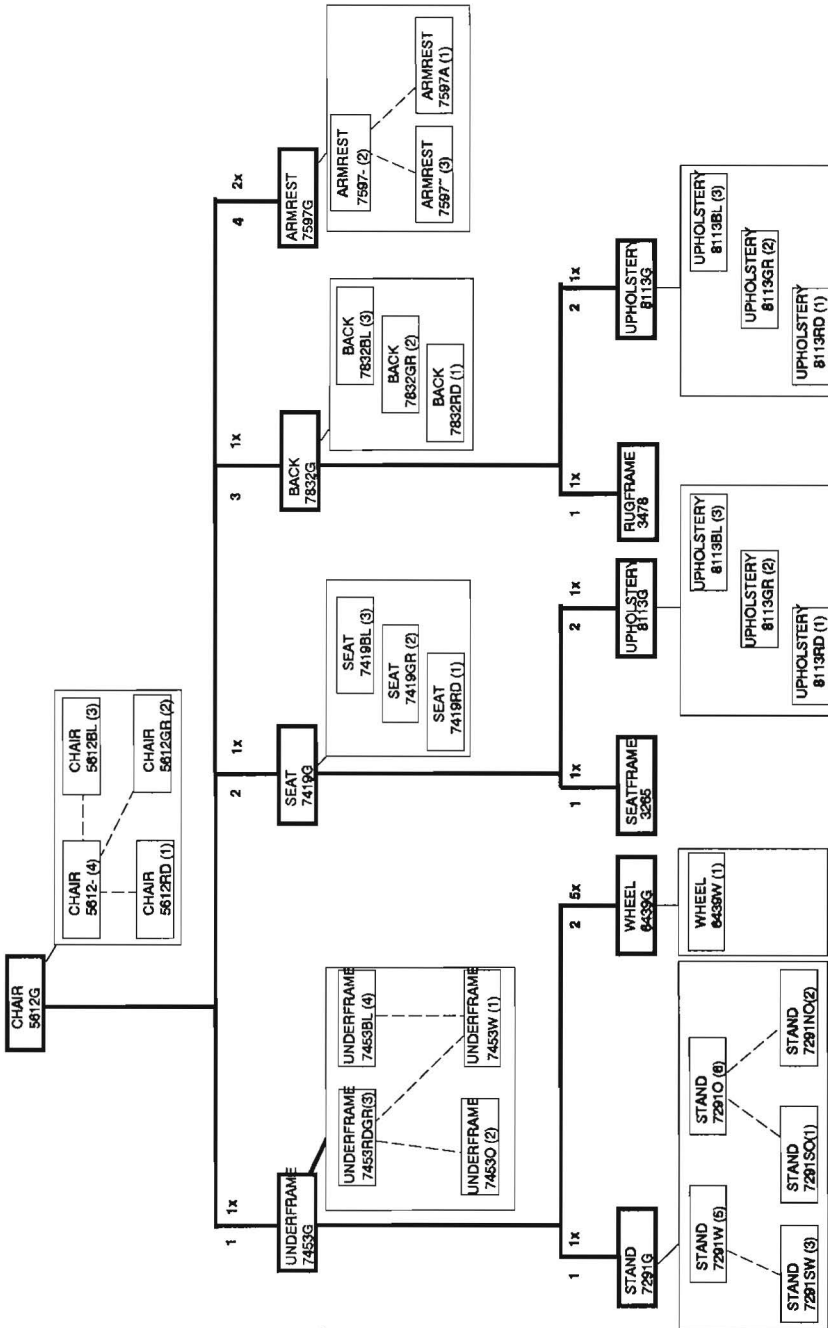 CHAIR
5612G
CHAIR
5612- (4)
CHAIR
5612BL (3)
CHAIR
5612RD (1)
CHAIR
5612GR (2)
1
1x
2
1x
3
1x
4
2x
UNDERFRAME
7453G
SEAT
7419G
BACK
7832G
ARMREST
7597G
UNDERFRAME
7453RDGR(3)
UNDERFRAME
7453BL (4)
UNDERFRAME
7453O (2)
UNDERFRAME
7453W (1)
SEAT
7419BL (3)
SEAT
7419GR (2)
SEAT
7419RD (1)
BACK
7832BL (3)
BACK
7832GR (2)
BACK
7832RD (1)
ARMREST
7597- (2)
ARMREST
7597~ (3)
ARMREST
7597A (1)
1
1x
2
5x
1
1x
2
1x
1
1x
2
1x
STAND
7291G
WHEEL
6439G
SEATFRAME
3265
UPHOLSTERY
8113G
RUGFRAME
3478
UPHOLSTERY
8113G
STAND
7291W (5)
STAND
7291O (6)
STAND
7291SW (3)
STAND
7291SO(1)
STAND
7291NO(2)
WHEEL
6439W (1)
UPHOLSTERY
8113BL (3)
UPHOLSTERY
8113GR (2)
UPHOLSTERY
8113RD (1)
UPHOLSTERY
8113BL (3)
UPHOLSTERY
8113GR (2)
UPHOLSTERY
8113RD (1)